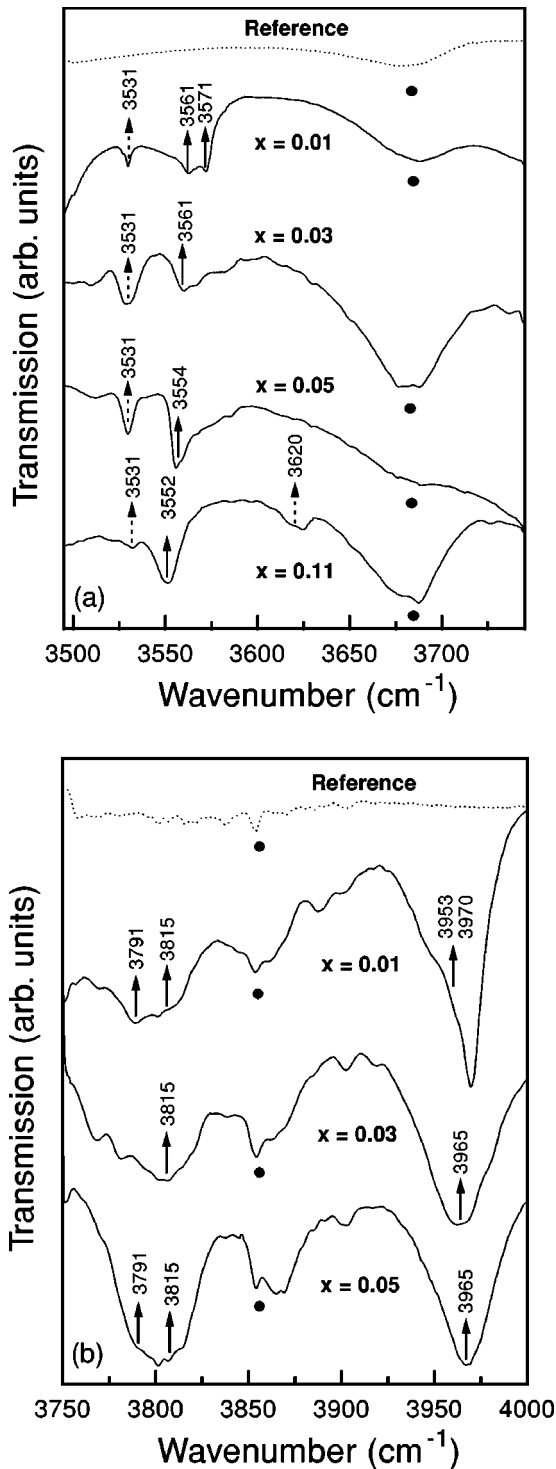 Reference
3531
3561
3571
x = 0.01
3531
3561
x = 0.03
3531
3554
x = 0.05
3531
3552
3620
x = 0.11
(a)
Transmission (arb. units)
3500 3550 3600 3650 3700
Wavenumber (cm⁻¹)
Reference
3791
3815
3953
3970
x = 0.01
3815
x = 0.03
3965
3791
3815
x = 0.05
3965
(b)
Transmission (arb. units)
3750 3800 3850 3900 3950 4000
Wavenumber (cm⁻¹)